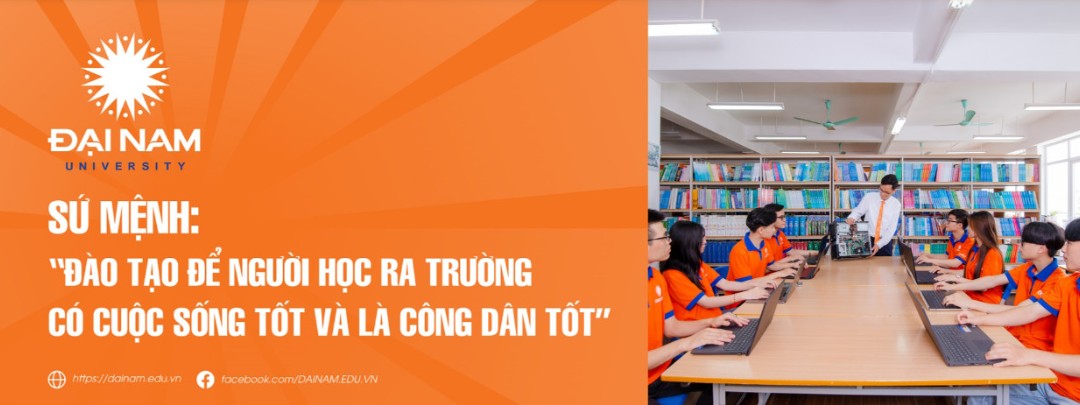 ĐẠI NAM
UNIVERSITY
SỨ MỆNH:
“ĐÀO TẠO ĐỂ NGƯỜI HỌC RA TRƯỜNG
CÓ CUỘC SỐNG TỐT VÀ LÀ CÔNG DÂN TỐT”
https://dainam.edu.vn facebook.com/DAINAM.EDU.VN